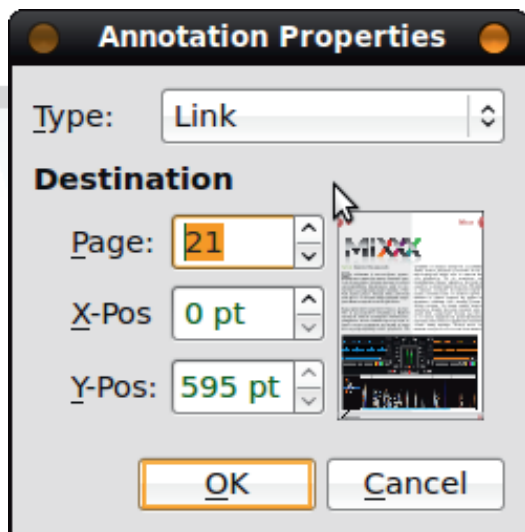 Annotation Properties
Type: Link
Destination
Page: 21
X-Pos 0 pt
Y-Pos: 595 pt
MIXXX
OK Cancel